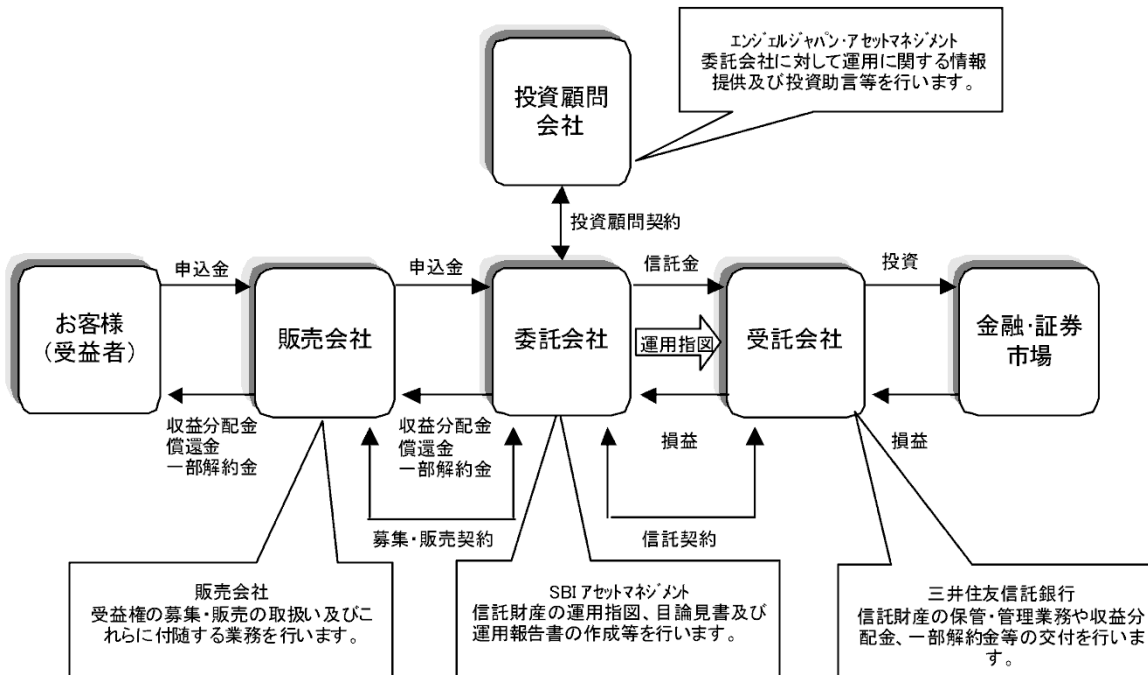 エンジェルジャパン・アセットマネジメント
委託会社に対して運用に関する情報
提供及び投資助言等を行います。
投資顧問
会社
投資顧問契約
申込金
申込金
信託金
投資
お客様
（受益者）
販売会社
委託会社
運用指図
受託会社
金融・証券
市場
収益分配金
償還金
一部解約金
収益分配金
償還金
一部解約金
損益
損益
募集・販売契約
信託契約
販売会社
受益権の募集・販売の取扱い及びこ
れらに付随する業務を行います。
SBIアセットマネジメント
信託財産の運用指図、目論見書及び
運用報告書の作成等を行います。
三井住友信託銀行
信託財産の保管・管理業務や収益分
配金、一部解約金等の交付を行いま
す。